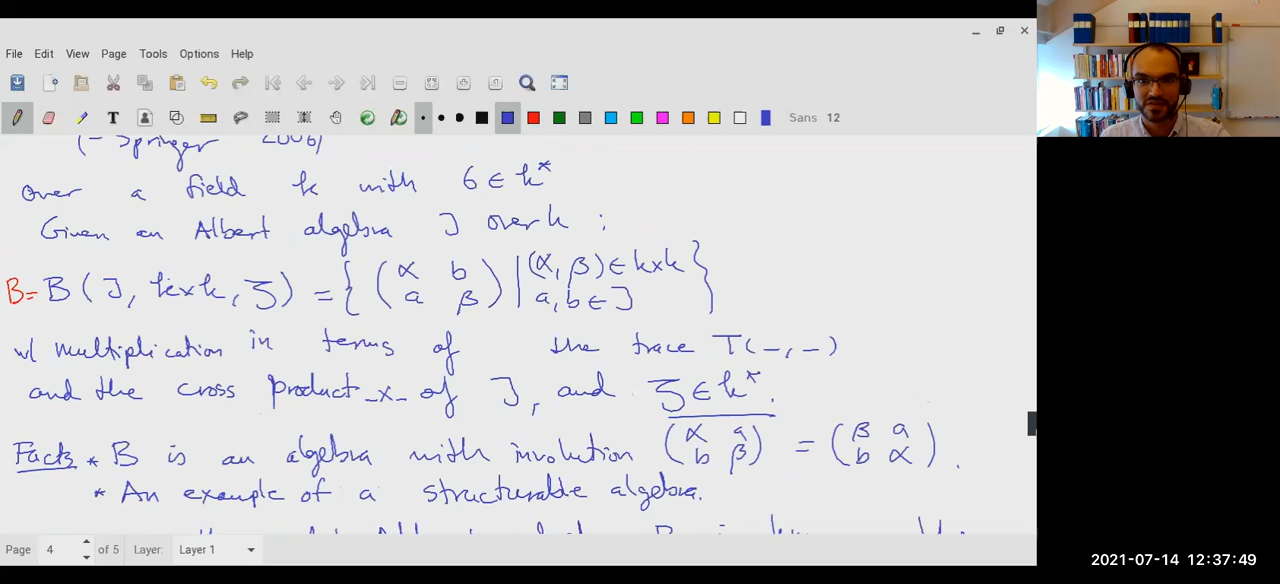 File Edit View Page Tools Options Help
Sans 12
(– Springer 2006)
Over a field k with 6 ∈ k*
Given an Albert algebra J over k :
B= B ( J, k×k, ζ ) = { ( α b a β ) | (α, β) ∈ k×k a, b ∈ J }
w/ multiplication in terms of the trace T(–, –)
and the cross product _×_ of J, and ζ ∈ k*.
Facts * B is an algebra with involution ( α a b β ) = ( β a b α ) .
* An example of a structurable algebra.
Page 4 of 5 Layer: Layer 1
2021-07-14 12:37:49